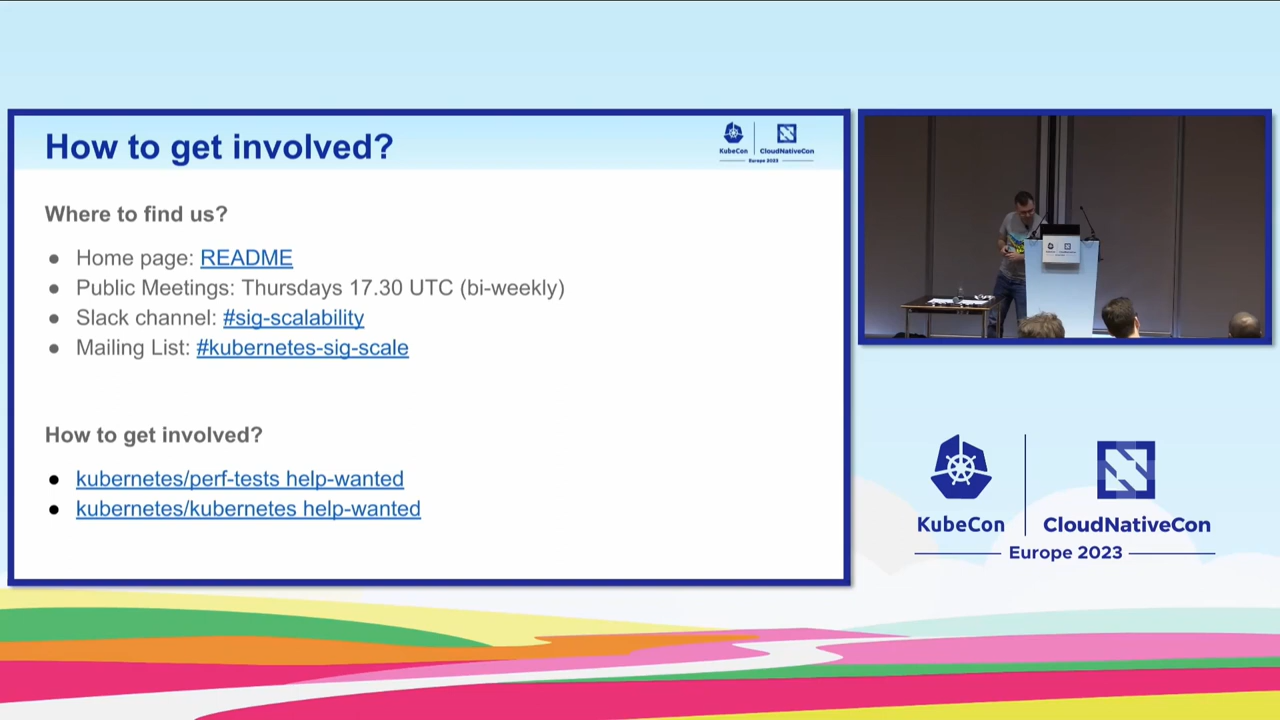 How to get involved?
KubeCon
CloudNativeCon
Europe 2023
Where to find us?
● Home page: README
● Public Meetings: Thursdays 17.30 UTC (bi-weekly)
● Slack channel: #sig-scalability
● Mailing List: #kubernetes-sig-scale
How to get involved?
● kubernetes/perf-tests help-wanted
● kubernetes/kubernetes help-wanted
KubeCon
CloudNativeCon
Europe 2023